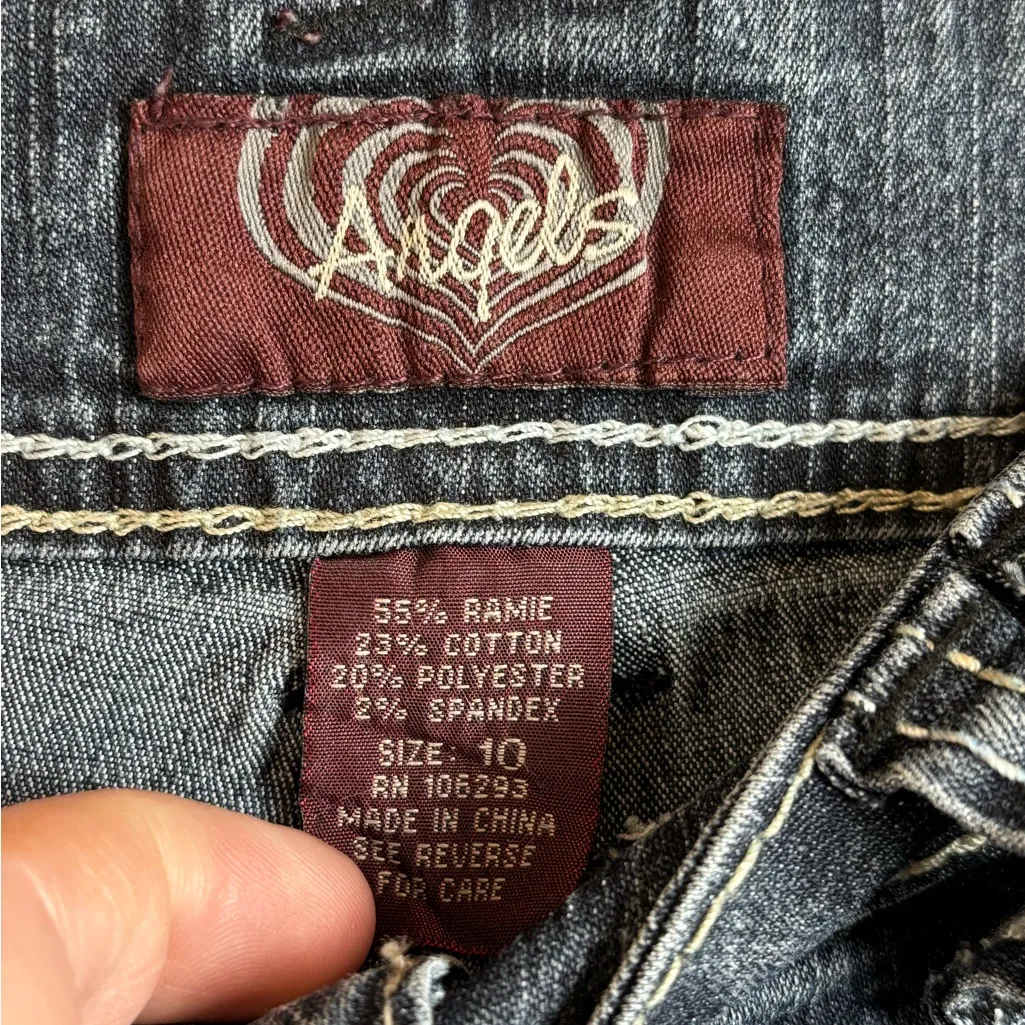 Angels
55% RAMIE
23% COTTON
20% POLYESTER
2% SPANDEX
SIZE: 10
RN 106293
MADE IN CHINA
SEE REVERSE
FOR CARE